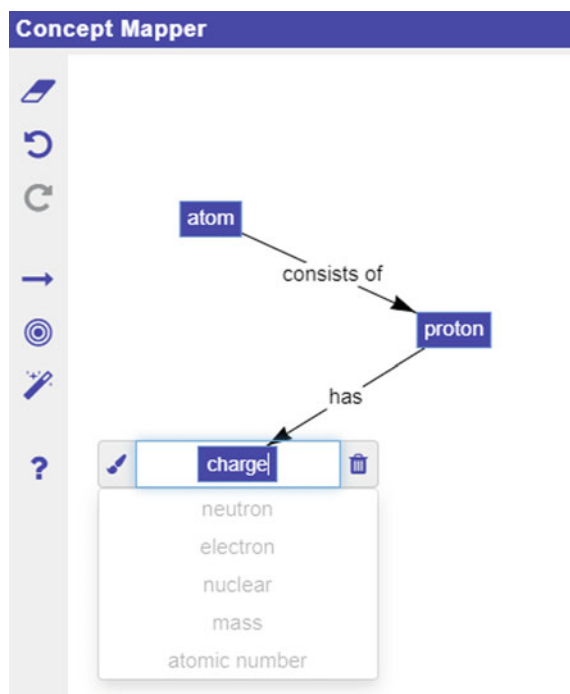 Concept Mapper
atom
consists of
proton
has
charge
?
neutron
electron
nuclear
mass
atomic number